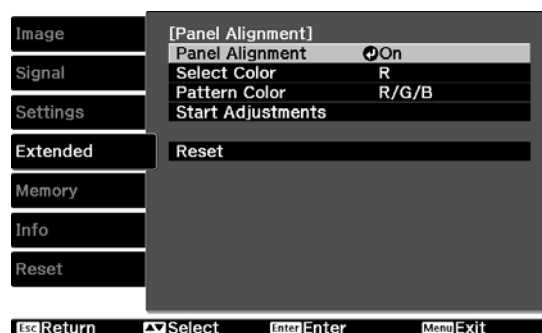 Image
Signal
Settings
Extended
Memory
Info
Reset
[Panel Alignment]
Panel Alignment On
Select Color R
Pattern Color R/G/B
Start Adjustments
Reset
Esc Return Select Enter Enter Menu Exit